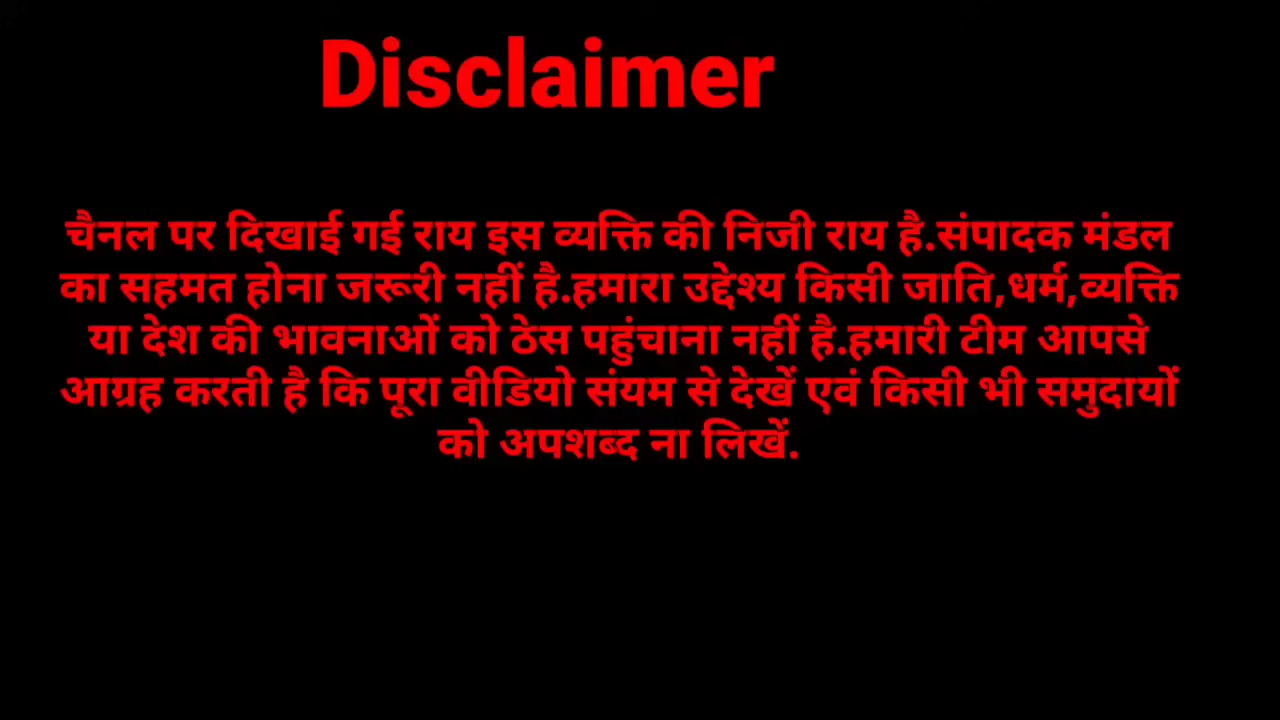 Disclaimer
चैनल पर दिखाई गई राय इस व्यक्ति की निजी राय है.संपादक मंडल
का सहमत होना जरूरी नहीं है.हमारा उद्देश्य किसी जाति,धर्म,व्यक्ति
या देश की भावनाओं को ठेस पहुंचाना नहीं है.हमारी टीम आपसे
आग्रह करती है कि पूरा वीडियो संयम से देखें एवं किसी भी समुदायों
को अपशब्द ना लिखें.